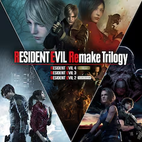 RESIDENT EVIL Remake Trilogy
RESIDENT EVIL 4
RESIDENT EVIL 3
RESIDENT EVIL 2